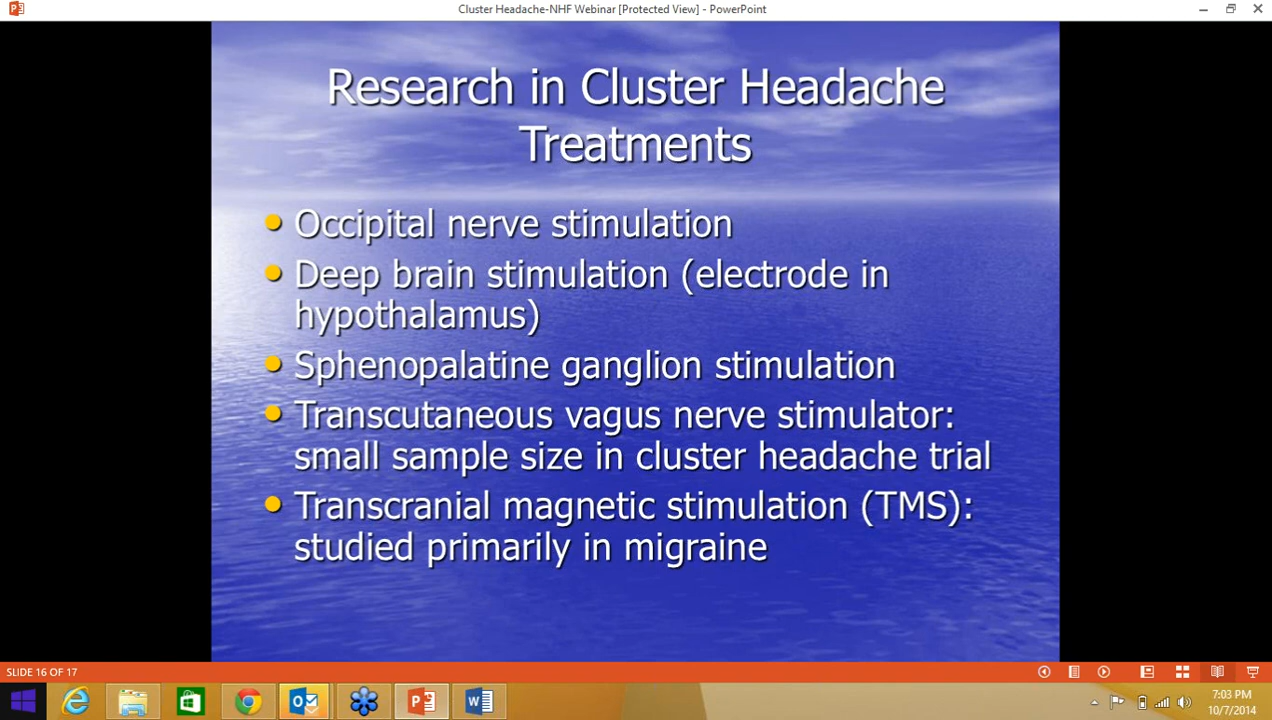 Cluster Headache-NHF Webinar [Protected View] - PowerPoint
Research in Cluster Headache
Treatments
Occipital nerve stimulation
Deep brain stimulation (electrode in
hypothalamus)
Sphenopalatine ganglion stimulation
Transcutaneous vagus nerve stimulator:
small sample size in cluster headache trial
Transcranial magnetic stimulation (TMS):
studied primarily in migraine
SLIDE 16 OF 17
7:03 PM
10/7/2014